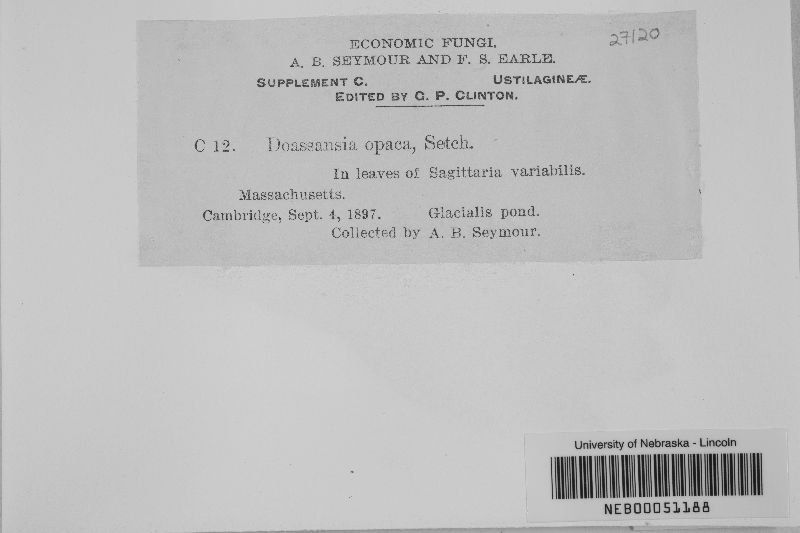 27120
ECONOMIC FUNGI,
A. B. SEYMOUR AND F. S. EARLE.
SUPPLEMENT C. USTILAGINEÆ.
EDITED BY G. P. CLINTON.
C 12. Doassansia opaca, Setch.
In leaves of Sagittaria variabilis.
Massachusetts.
Cambridge, Sept. 4, 1897. Glacialis pond.
Collected by A. B. Seymour.
University of Nebraska - Lincoln
NEB00051188